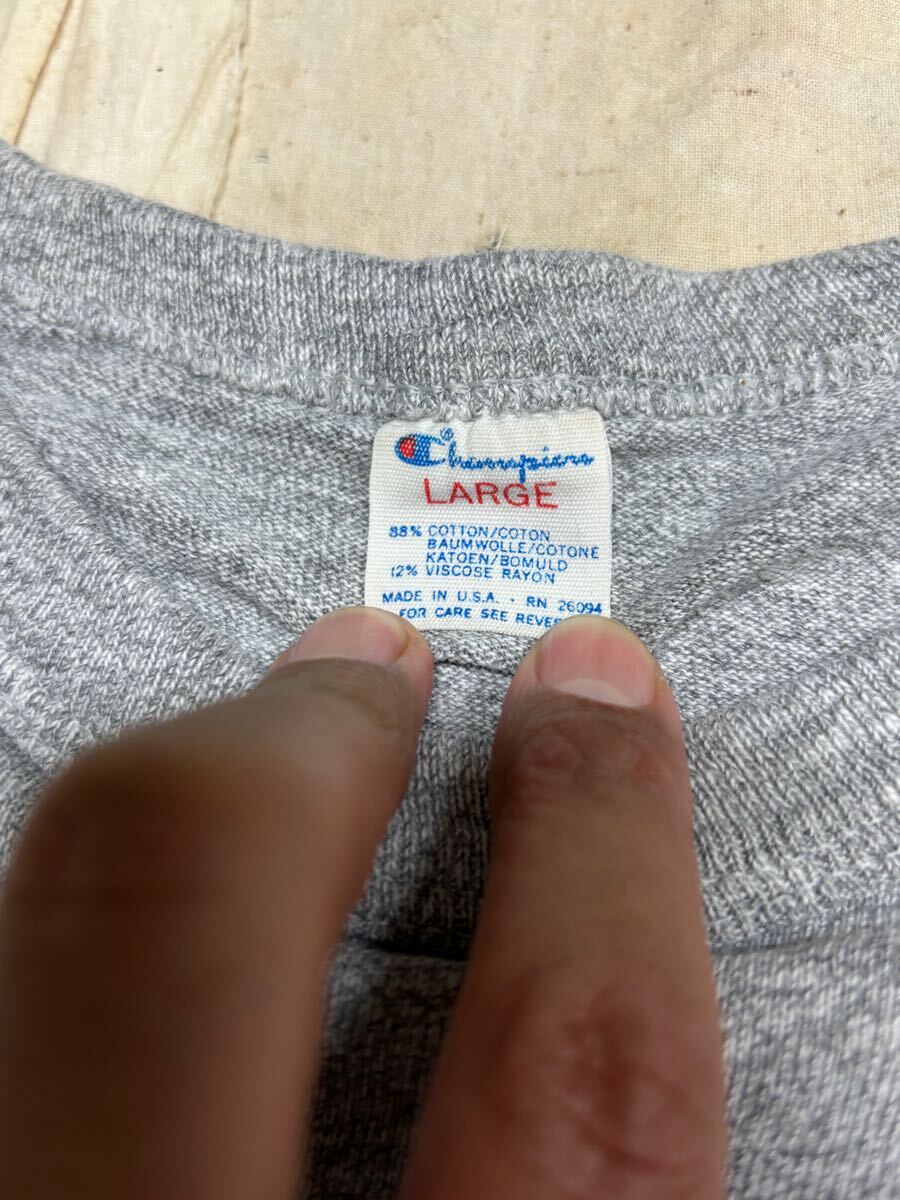 Champion®
LARGE
88% COTTON/COTON
BAUMWOLLE/COTONE
KATOEN/BOMULD
12% VISCOSE RAYON
MADE IN U.S.A. · RN 26094
FOR CARE SEE